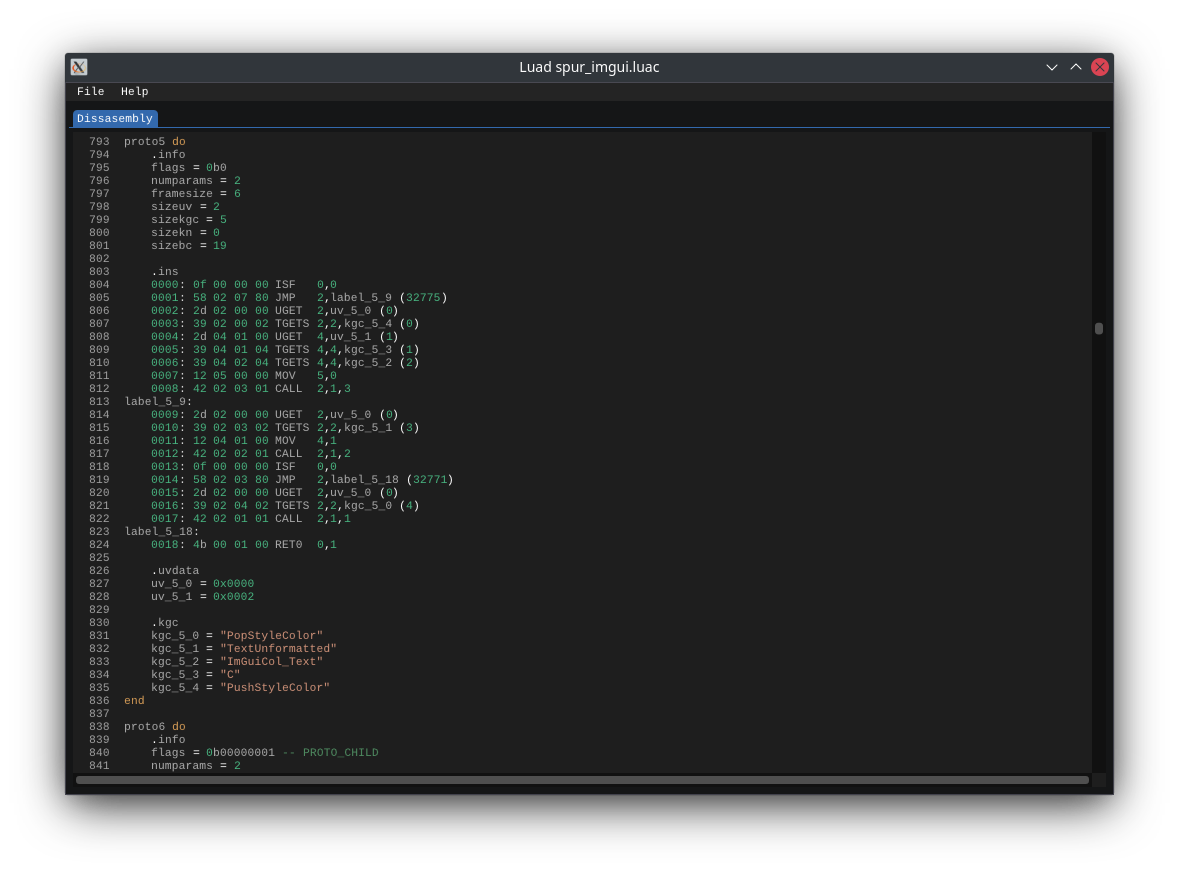 Luad spur_imgui.luac
File Help
Dissasembly
793 proto5 do
794 .info
795 flags = 0b0
796 numparams = 2
797 framesize = 6
798 sizeuv = 2
799 sizekgc = 5
800 sizekn = 0
801 sizebc = 19
802
803 .ins
804 0000: 0f 00 00 00 ISF 0,0
805 0001: 58 02 07 80 JMP 2,label_5_9 (32775)
806 0002: 2d 02 00 00 UGET 2,uv_5_0 (0)
807 0003: 39 02 00 02 TGETS 2,2,kgc_5_4 (0)
808 0004: 2d 04 01 00 UGET 4,uv_5_1 (1)
809 0005: 39 04 01 04 TGETS 4,4,kgc_5_3 (1)
810 0006: 39 04 02 04 TGETS 4,4,kgc_5_2 (2)
811 0007: 12 05 00 00 MOV 5,0
812 0008: 42 02 03 01 CALL 2,1,3
813 label_5_9:
814 0009: 2d 02 00 00 UGET 2,uv_5_0 (0)
815 0010: 39 02 03 02 TGETS 2,2,kgc_5_1 (3)
816 0011: 12 04 01 00 MOV 4,1
817 0012: 42 02 02 01 CALL 2,1,2
818 0013: 0f 00 00 00 ISF 0,0
819 0014: 58 02 03 80 JMP 2,label_5_18 (32771)
820 0015: 2d 02 00 00 UGET 2,uv_5_0 (0)
821 0016: 39 02 04 02 TGETS 2,2,kgc_5_0 (4)
822 0017: 42 02 01 01 CALL 2,1,1
823 label_5_18:
824 0018: 4b 00 01 00 RET0 0,1
825
826 .uvdata
827 uv_5_0 = 0x0000
828 uv_5_1 = 0x0002
829
830 .kgc
831 kgc_5_0 = "PopStyleColor"
832 kgc_5_1 = "TextUnformatted"
833 kgc_5_2 = "ImGuiCol_Text"
834 kgc_5_3 = "C"
835 kgc_5_4 = "PushStyleColor"
836 end
837
838 proto6 do
839 .info
840 flags = 0b00000001 -- PROTO_CHILD
841 numparams = 2